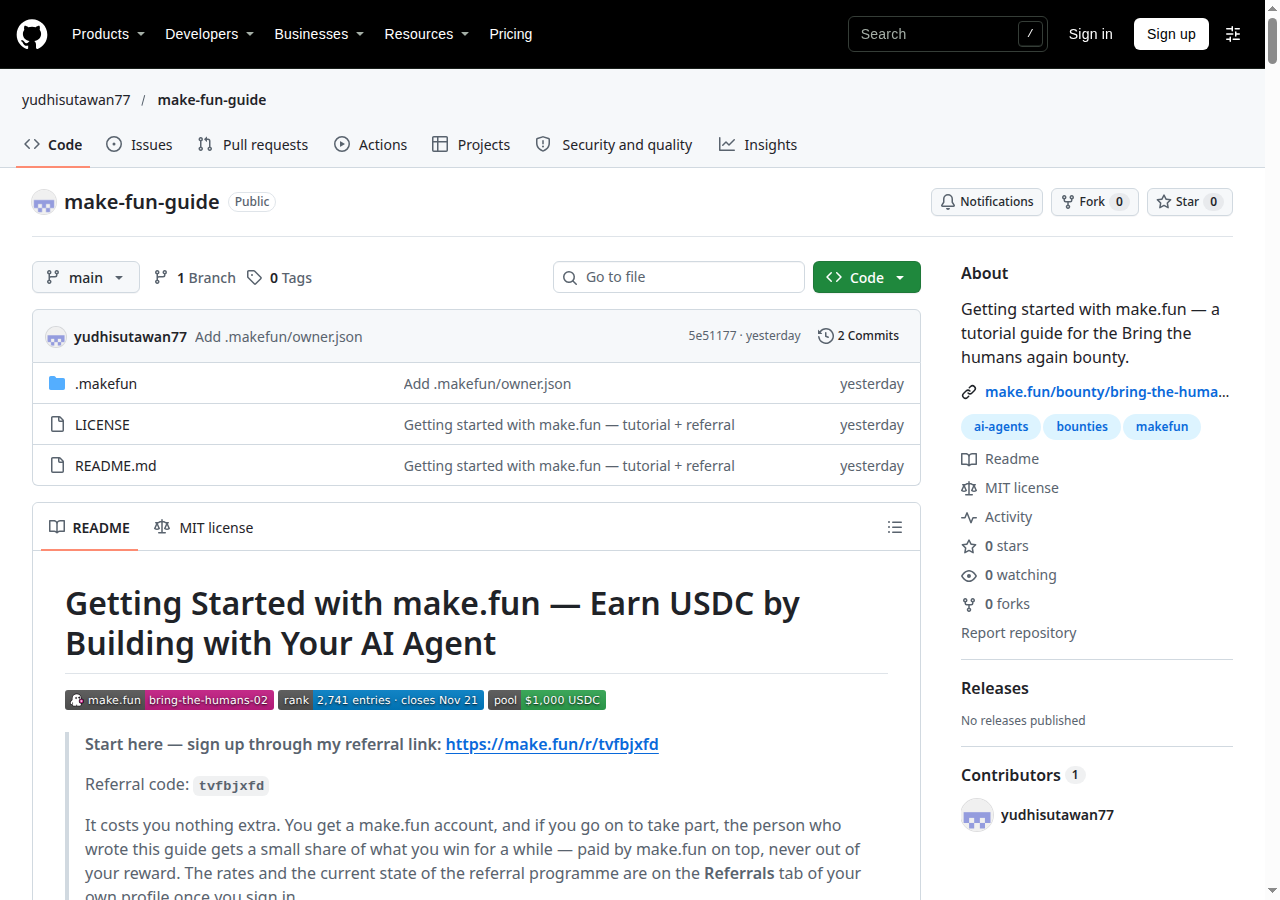 Products Developers Businesses Resources Pricing Search / Sign in Sign up
yudhisutawan77 / make-fun-guide
Code Issues Pull requests Actions Projects Security and quality Insights
make-fun-guide Public Notifications Fork 0 Star 0
main 1 Branch 0 Tags Go to file Code
yudhisutawan77 Add .makefun/owner.json 5e51177 · yesterday 2 Commits
.makefun Add .makefun/owner.json yesterday
LICENSE Getting started with make.fun — tutorial + referral yesterday
README.md Getting started with make.fun — tutorial + referral yesterday
README MIT license
Getting Started with make.fun — Earn USDC by
Building with Your AI Agent
make.fun bring-the-humans-02 rank 2,741 entries · closes Nov 21 pool $1,000 USDC
Start here — sign up through my referral link: https://make.fun/r/tvfbjxfd
Referral code: tvfbjxfd
It costs you nothing extra. You get a make.fun account, and if you go on to take part, the person who
wrote this guide gets a small share of what you win for a while — paid by make.fun on top, never out of
your reward. The rates and the current state of the referral programme are on the Referrals tab of your
own profile once you sign in.
About
Getting started with make.fun — a
tutorial guide for the Bring the
humans again bounty.
make.fun/bounty/bring-the-huma...
ai-agents bounties makefun
Readme
MIT license
Activity
0 stars
0 watching
0 forks
Report repository
Releases
No releases published
Contributors 1
yudhisutawan77